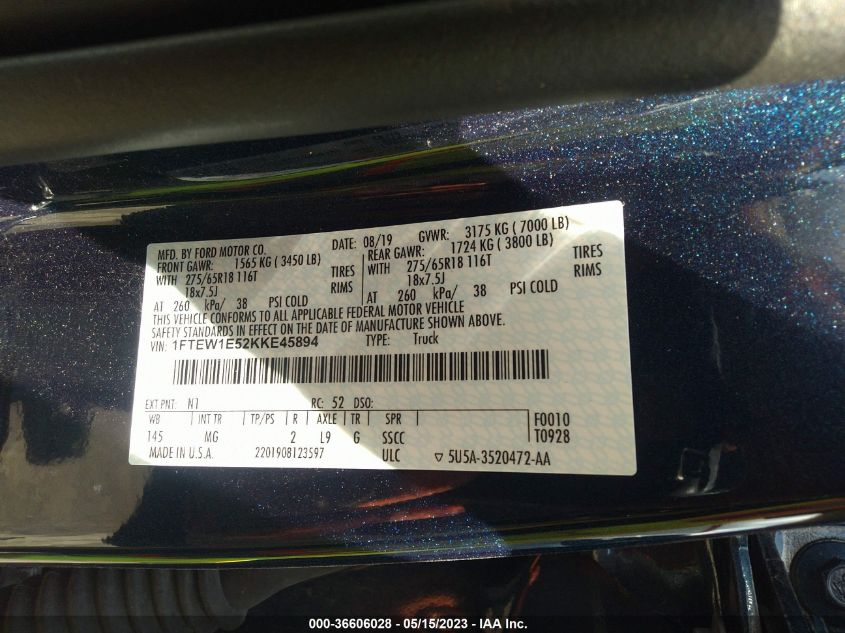 MFD. BY FORD MOTOR CO. DATE: 08/19 GVWR: 3175 KG ( 7000 LB)
FRONT GAWR: 1565 KG ( 3450 LB) REAR GAWR: 1724 KG ( 3800 LB)
WITH 275/65R18 116T TIRES WITH 275/65R18 116T TIRES
18x7.5J RIMS 18x7.5J RIMS
AT 260 kPa/ 38 PSI COLD AT 260 kPa/ 38 PSI COLD
THIS VEHICLE CONFORMS TO ALL APPLICABLE FEDERAL MOTOR VEHICLE
SAFETY STANDARDS IN EFFECT ON THE DATE OF MANUFACTURE SHOWN ABOVE.
VIN: 1FTEW1E52KKE45894 TYPE: Truck
EXT PNT: N1 RC: 52 DSO:
WB INT TR TP/PS R AXLE TR SPR F0010
145 MG 2 L9 G SSCC T0928
MADE IN U.S.A. 2201908123597 ULC ▽ 5U5A-3520472-AA
000-36606028 - 05/15/2023 - IAA Inc.